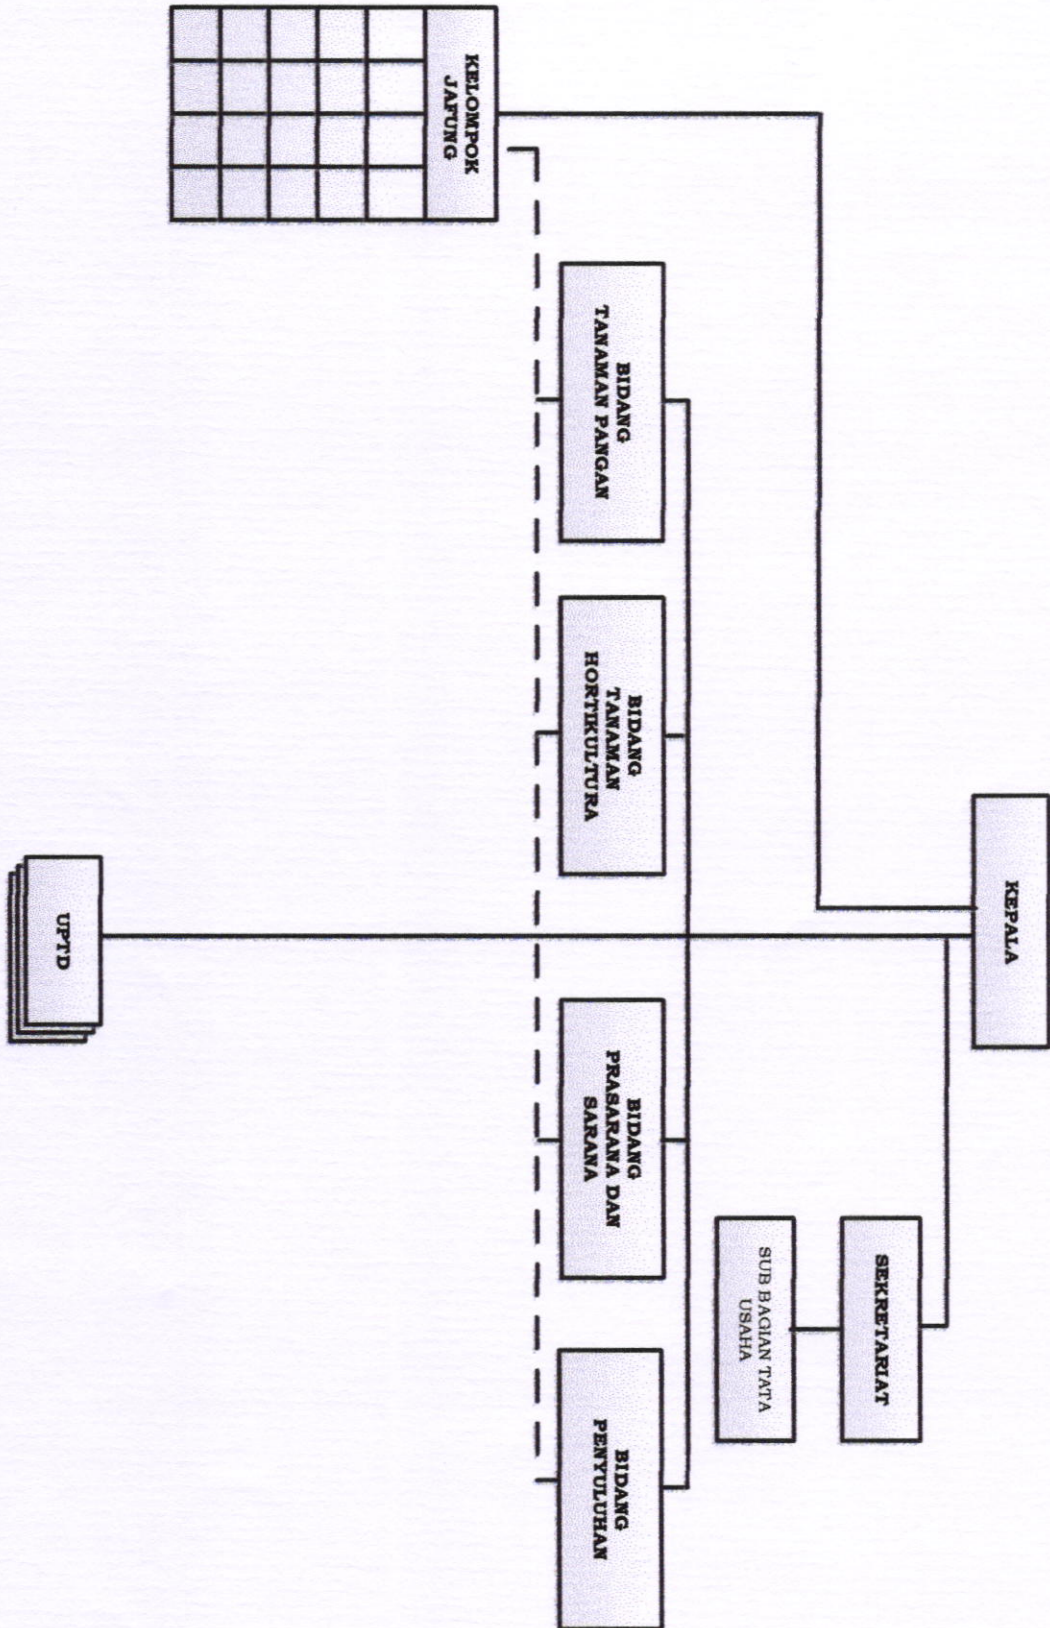 KEPALA
SEKRETARIAT
SUB BAGIAN TATA
USAHA
KELOMPOK
JAFUNG
BIDANG
TANAMAN PANGAN
BIDANG
TANAMAN
HORTIKULTURA
BIDANG
PRASARANA DAN
SARANA
BIDANG
PENYULUHAN
UPTD